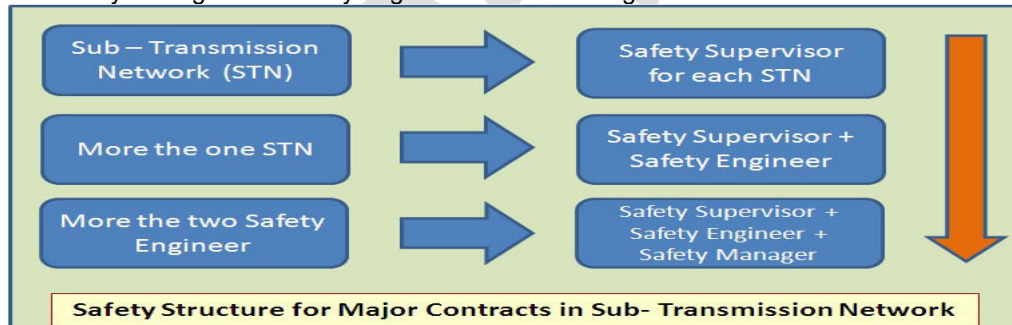 Sub – Transmission
Network (STN)
Safety Supervisor
for each STN
More the one STN
Safety Supervisor +
Safety Engineer
More the two Safety
Engineer
Safety Supervisor +
Safety Engineer +
Safety Manager
Safety Structure for Major Contracts in Sub- Transmission Network